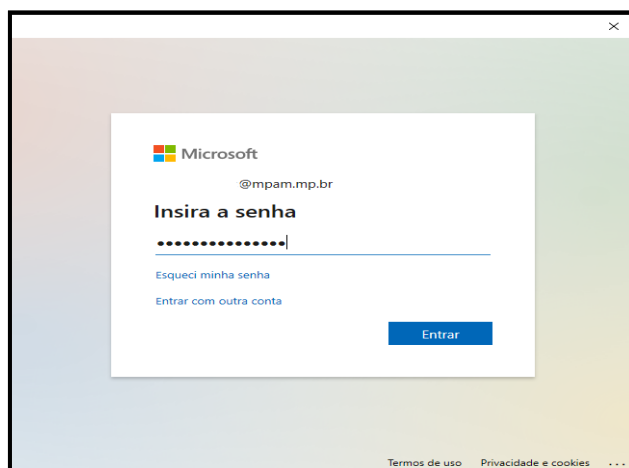 Microsoft
@mpam.mp.br
Insira a senha
Esqueci minha senha
Entrar com outra conta
Entrar
Termos de uso Privacidade e cookies ...